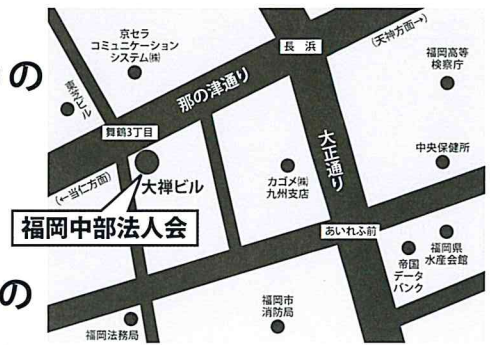 の
の
京セラ
コミュニケーション
システム㈱
東芝ビル
長浜
(天神方面→)
福岡高等
検察庁
那の津通り
舞鶴3丁目
大正通り
中央保健所
(←当仁方面)
大禅ビル
カゴメ㈱
九州支店
福岡中部法人会
あいれふ前
福岡県
水産会館
帝国
データ
バンク
福岡市
消防局
福岡法務局